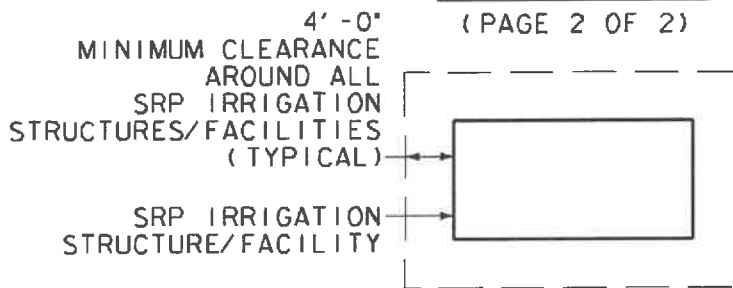 (PAGE 2 OF 2)
4'-0"
MINIMUM CLEARANCE
AROUND ALL
SRP IRRIGATION
STRUCTURES/FACILITIES
(TYPICAL)
SRP IRRIGATION
STRUCTURE/FACILITY